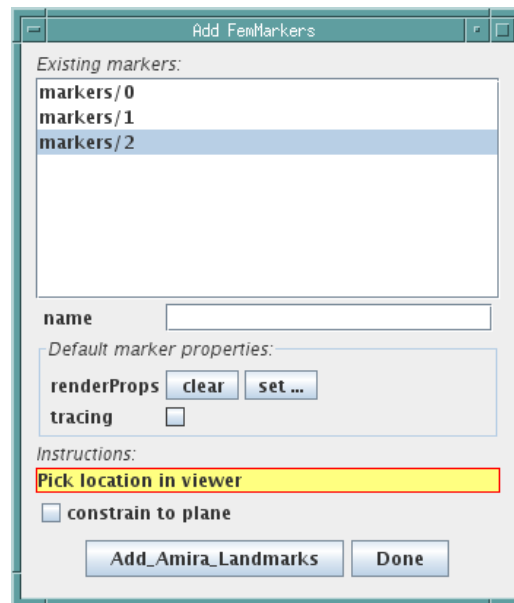 Add FemMarkers
Existing markers:
markers/0
markers/1
markers/2
name
Default marker properties:
renderProps clear set ...
tracing
Instructions:
Pick location in viewer
constrain to plane
Add_Amira_Landmarks Done